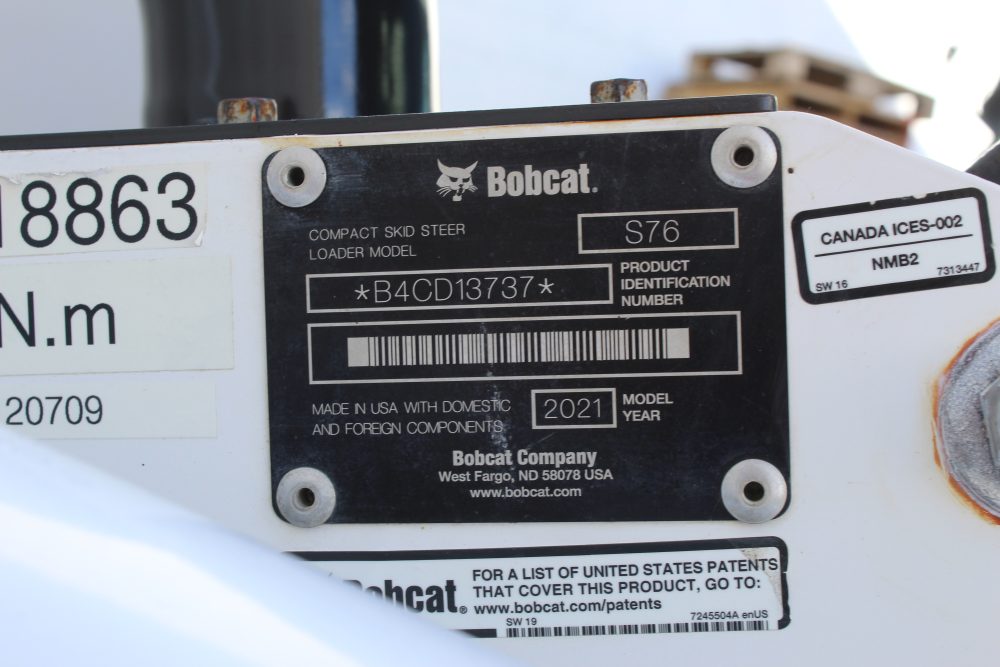 18863
N.m
20709
Bobcat.
COMPACT SKID STEER
LOADER MODEL
S76
*B4CD13737*
PRODUCT
IDENTIFICATION
NUMBER
MADE IN USA WITH DOMESTIC
AND FOREIGN COMPONENTS
2021
MODEL
YEAR
Bobcat Company
West Fargo, ND 58078 USA
www.bobcat.com
CANADA ICES-002
NMB2
SW 16
7313447
Bobcat®
FOR A LIST OF UNITED STATES PATENTS
THAT COVER THIS PRODUCT, GO TO:
www.bobcat.com/patents
SW 19
7245504A enUS